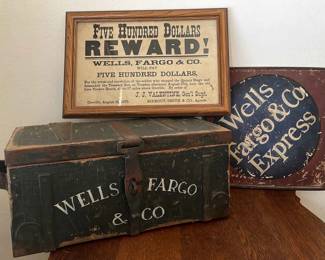 FIVE HUNDRED DOLLARS
REWARD!
WELLS, FARGO & CO.
WILL PAY
FIVE HUNDRED DOLLARS,
J. J. VALENTINE, Gen'l Supt.
Wells
Fargo & Co.
Express
WELLS FARGO
& CO